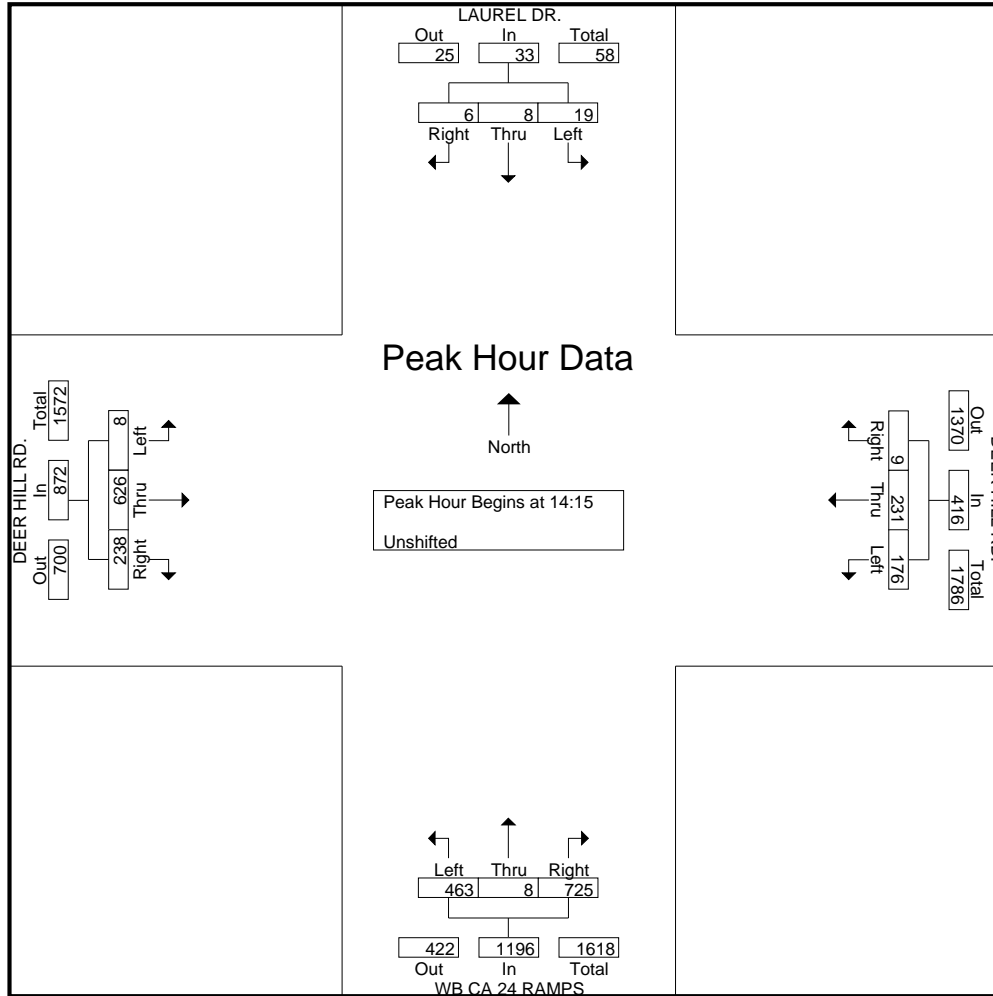 LAUREL DR.
Out In Total
25 33 58
6 8 19
Right Thru Left
Peak Hour Data
North
Peak Hour Begins at 14:15
Unshifted
DEER HILL RD.
Out In Total
700 872 1572
238 626 8
Right Thru Left
Out In Total
1370 416 1786
9 231 176
Right Thru Left
Left Thru Right
463 8 725
422 1196 1618
Out In Total
WB CA 24 RAMPS